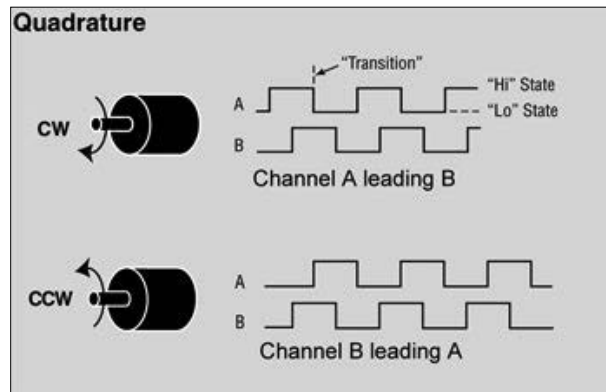 Quadrature
“Transition”
“Hi” State
A
“Lo” State
CW
B
Channel A leading B
A
CCW
B
Channel B leading A